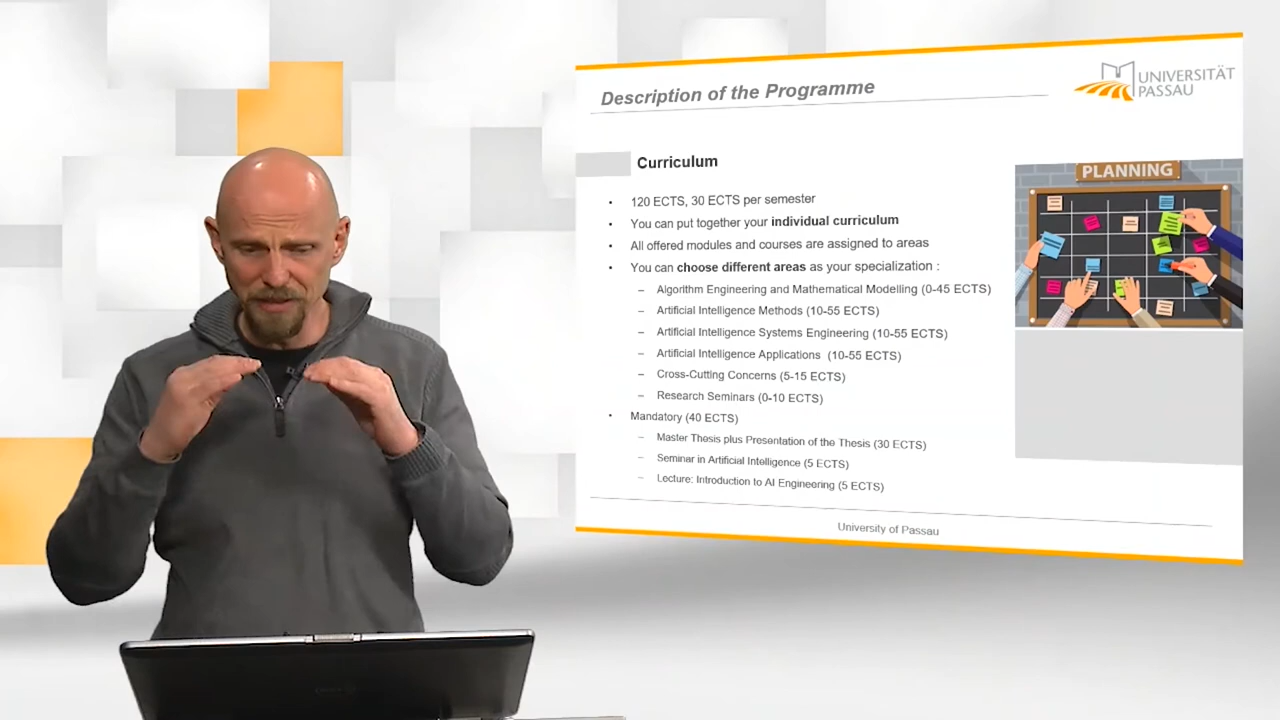 Description of the Programme
UNIVERSITÄT
PASSAU
Curriculum
PLANNING
• 120 ECTS, 30 ECTS per semester
• You can put together your individual curriculum
• All offered modules and courses are assigned to areas
• You can choose different areas as your specialization :
– Algorithm Engineering and Mathematical Modelling (0-45 ECTS)
– Artificial Intelligence Methods (10-55 ECTS)
– Artificial Intelligence Systems Engineering (10-55 ECTS)
– Artificial Intelligence Applications (10-55 ECTS)
– Cross-Cutting Concerns (5-15 ECTS)
– Research Seminars (0-10 ECTS)
• Mandatory (40 ECTS)
– Master Thesis plus Presentation of the Thesis (30 ECTS)
– Seminar in Artificial Intelligence (5 ECTS)
– Lecture: Introduction to AI Engineering (5 ECTS)
University of Passau